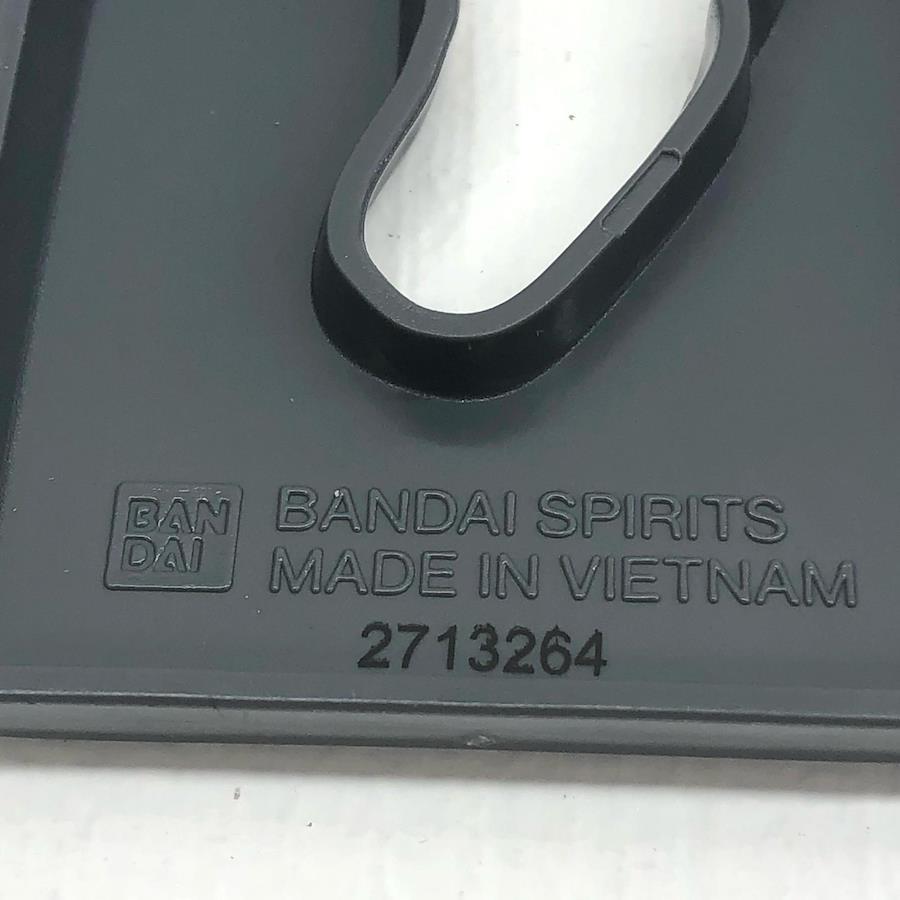 BAN
DAI
BANDAI SPIRITS
MADE IN VIETNAM
2713264